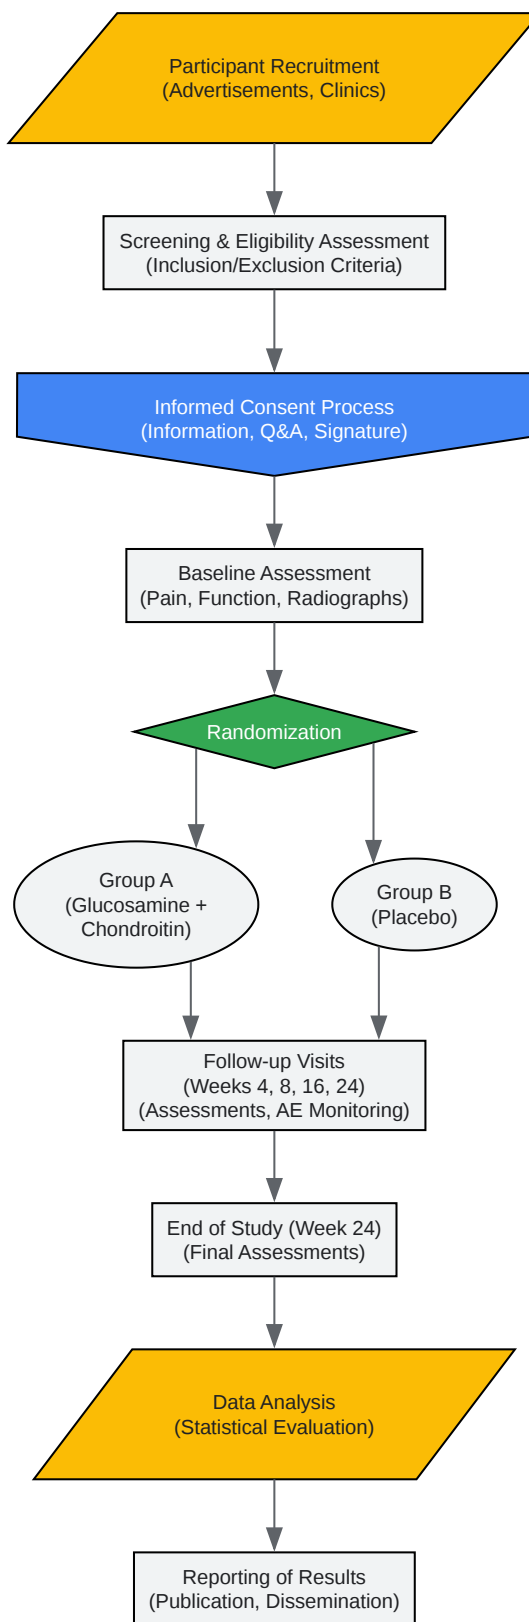 Participant Recruitment
(Advertisements, Clinics)
Screening & Eligibility Assessment
(Inclusion/Exclusion Criteria)
Informed Consent Process
(Information, Q&A, Signature)
Baseline Assessment
(Pain, Function, Radiographs)
Randomization
Group A
(Glucosamine +
Chondroitin)
Group B
(Placebo)
Follow-up Visits
(Weeks 4, 8, 16, 24)
(Assessments, AE Monitoring)
End of Study (Week 24)
(Final Assessments)
Data Analysis
(Statistical Evaluation)
Reporting of Results
(Publication, Dissemination)